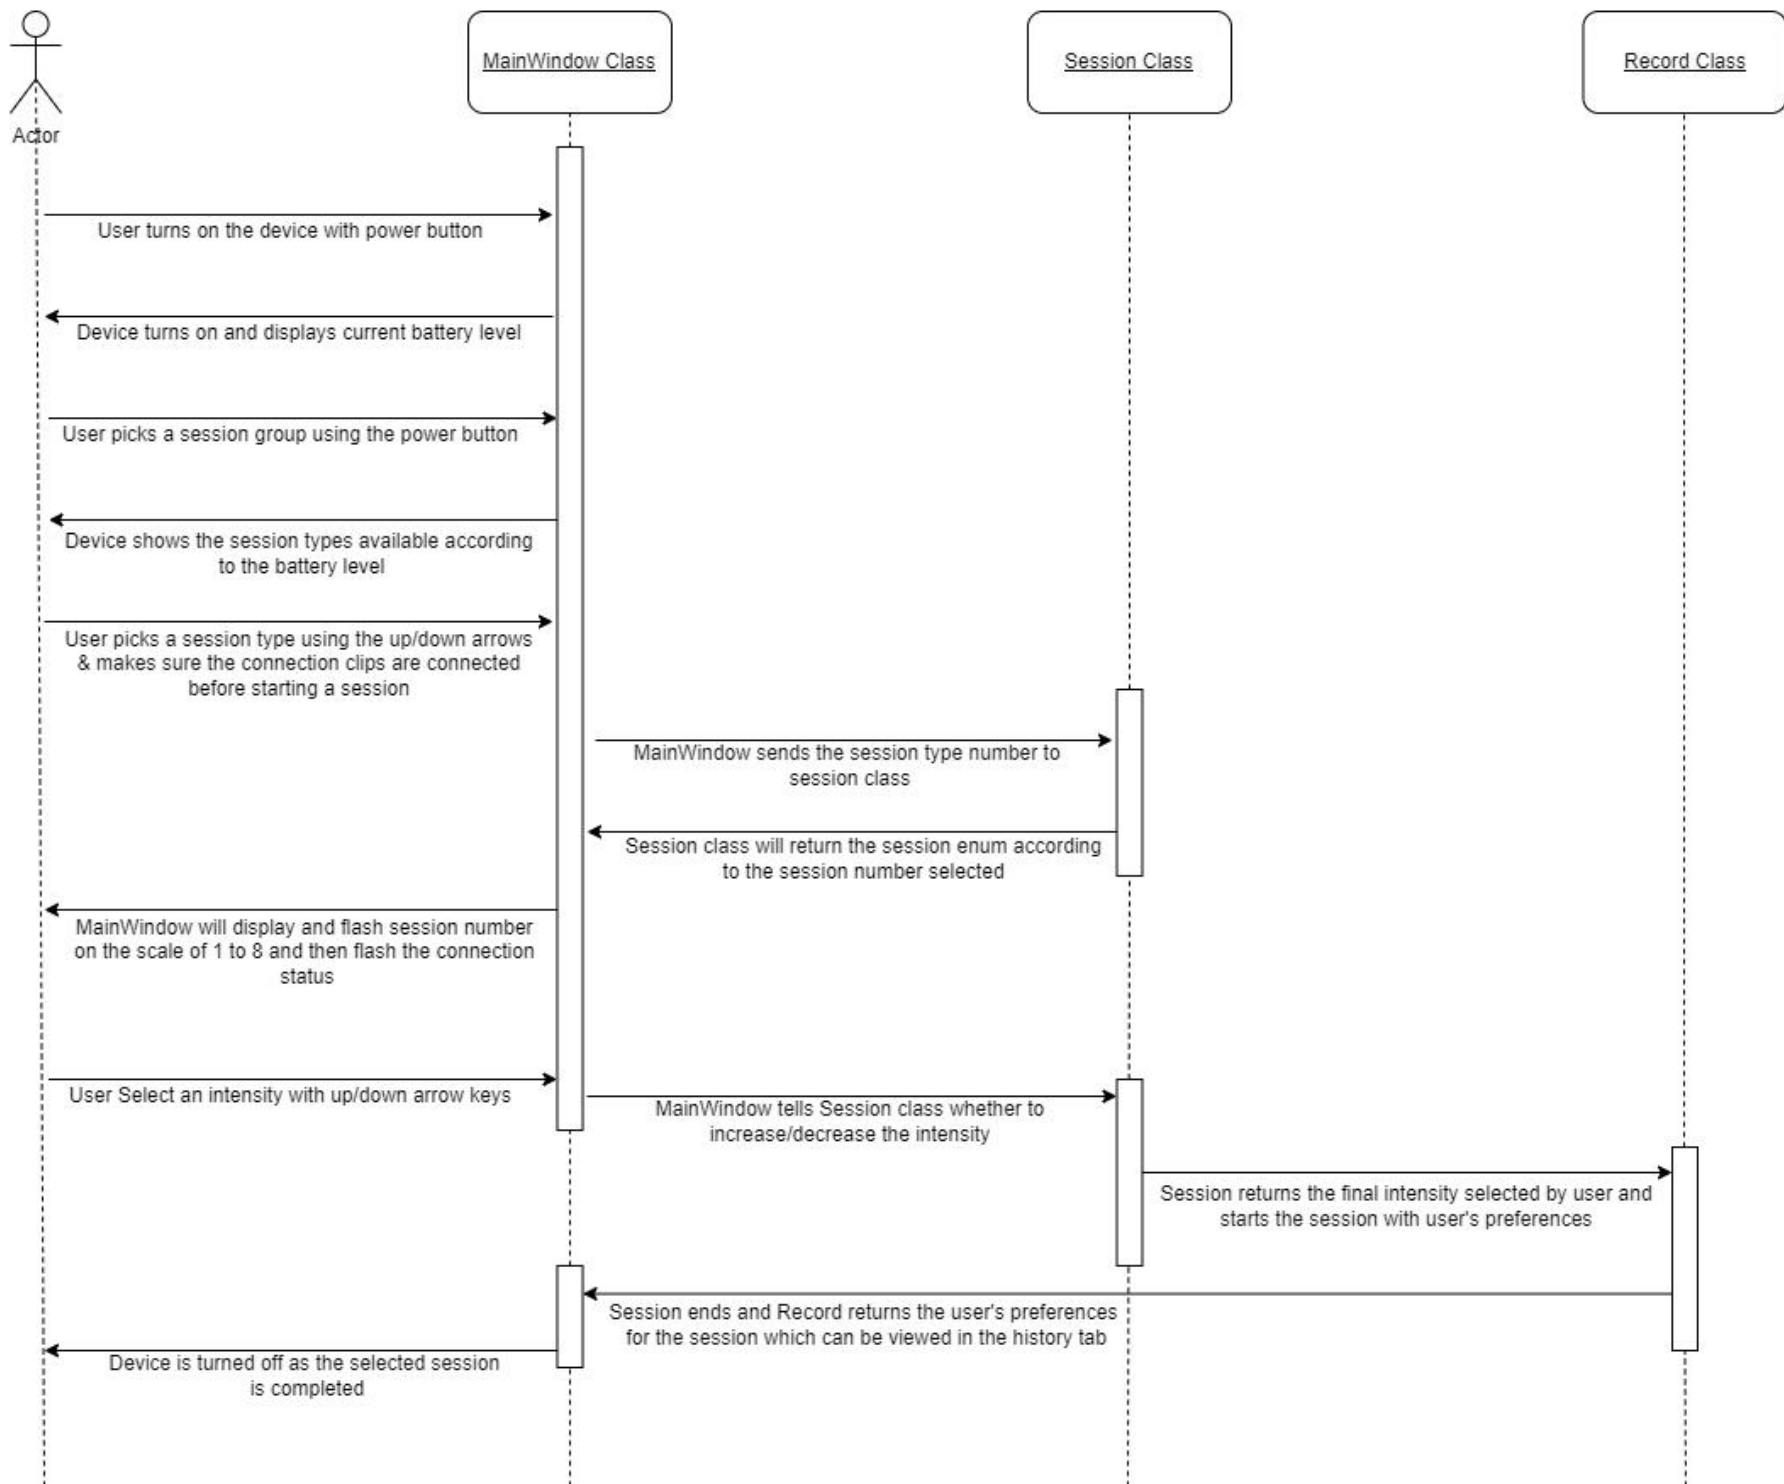 Actor
MainWindow Class
Session Class
Record Class
User turns on the device with power button
Device turns on and displays current battery level
User picks a session group using the power button
Device shows the session types available according
to the battery level
User picks a session type using the up/down arrows
& makes sure the connection clips are connected
before starting a session
MainWindow sends the session type number to
session class
Session class will return the session enum according
to the session number selected
MainWindow will display and flash session number
on the scale of 1 to 8 and then flash the connection
status
User Select an intensity with up/down arrow keys
MainWindow tells Session class whether to
increase/decrease the intensity
Session returns the final intensity selected by user and
starts the session with user's preferences
Session ends and Record returns the user's preferences
for the session which can be viewed in the history tab
Device is turned off as the selected session
is completed